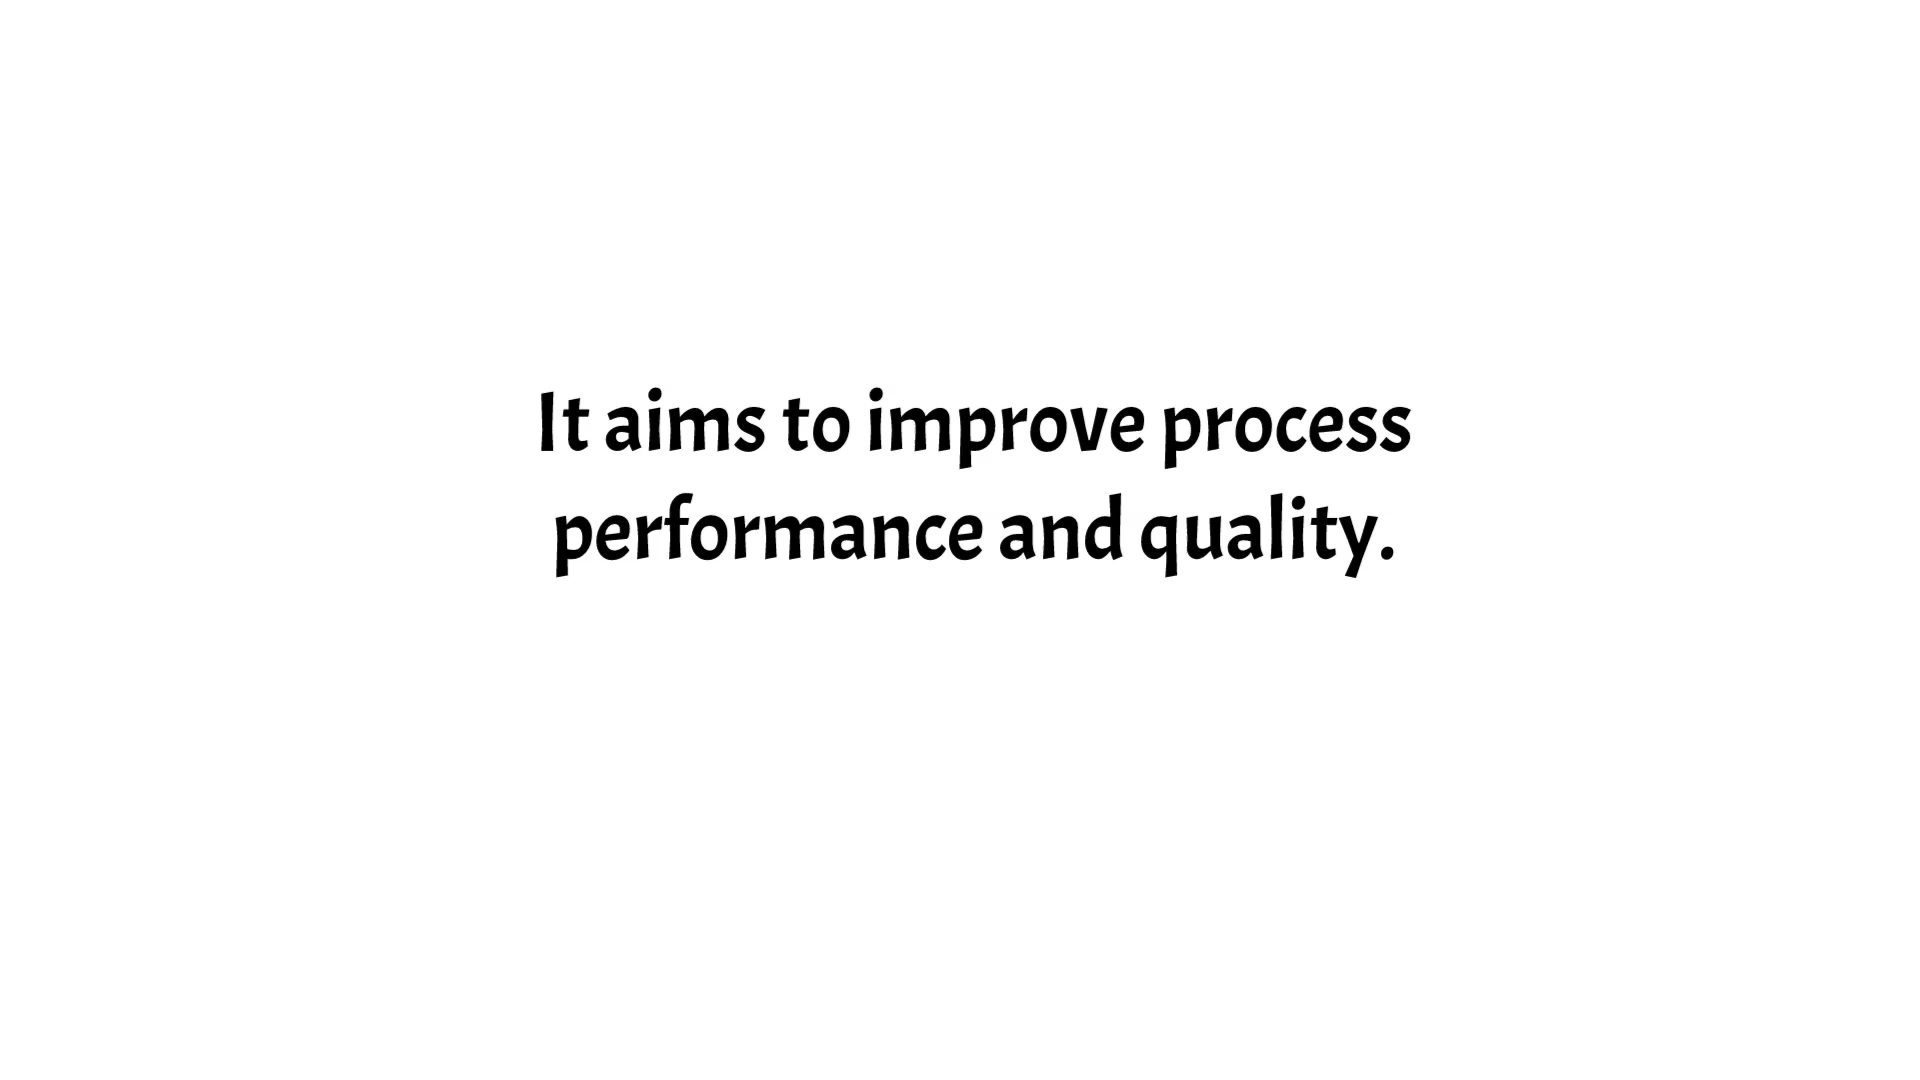 It aims to improve process
performance and quality.